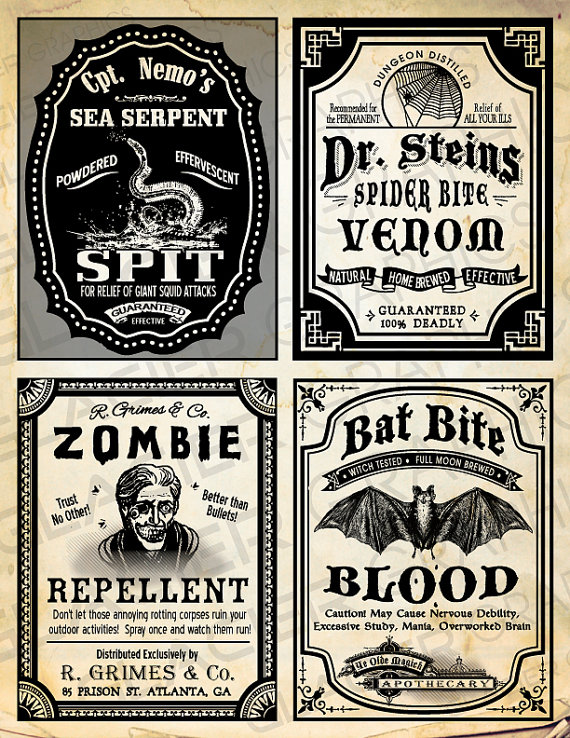 Cpt. Nemo's
SEA SERPENT
POWDERED EFFERVESCENT
SPIT
FOR RELIEF OF GIANT SQUID ATTACKS
GUARANTEED
EFFECTIVE
DUNGEON DISTILLED
Recommended for
the PERMANENT
Relief of
ALL YOUR ILLS
Dr. Steins
SPIDER BITE
VENOM
NATURAL HOME BREWED EFFECTIVE
GUARANTEED
100% DEADLY
R. Grimes & Co.
ZOMBIE
Trust
No Other!
Better than
Bullets!
REPELLENT
Don't let those annoying rotting corpses ruin your
outdoor activities! Spray once and watch them run!
Distributed Exclusively by
R. GRIMES & Co.
85 PRISON ST. ATLANTA, GA
Bat Bite
• WITCH TESTED • FULL MOON BREWED •
BLOOD
Caution! May Cause Nervous Debility,
Excessive Study, Mania, Overworked Brain
Ye Olde Magick
APOTHECARY